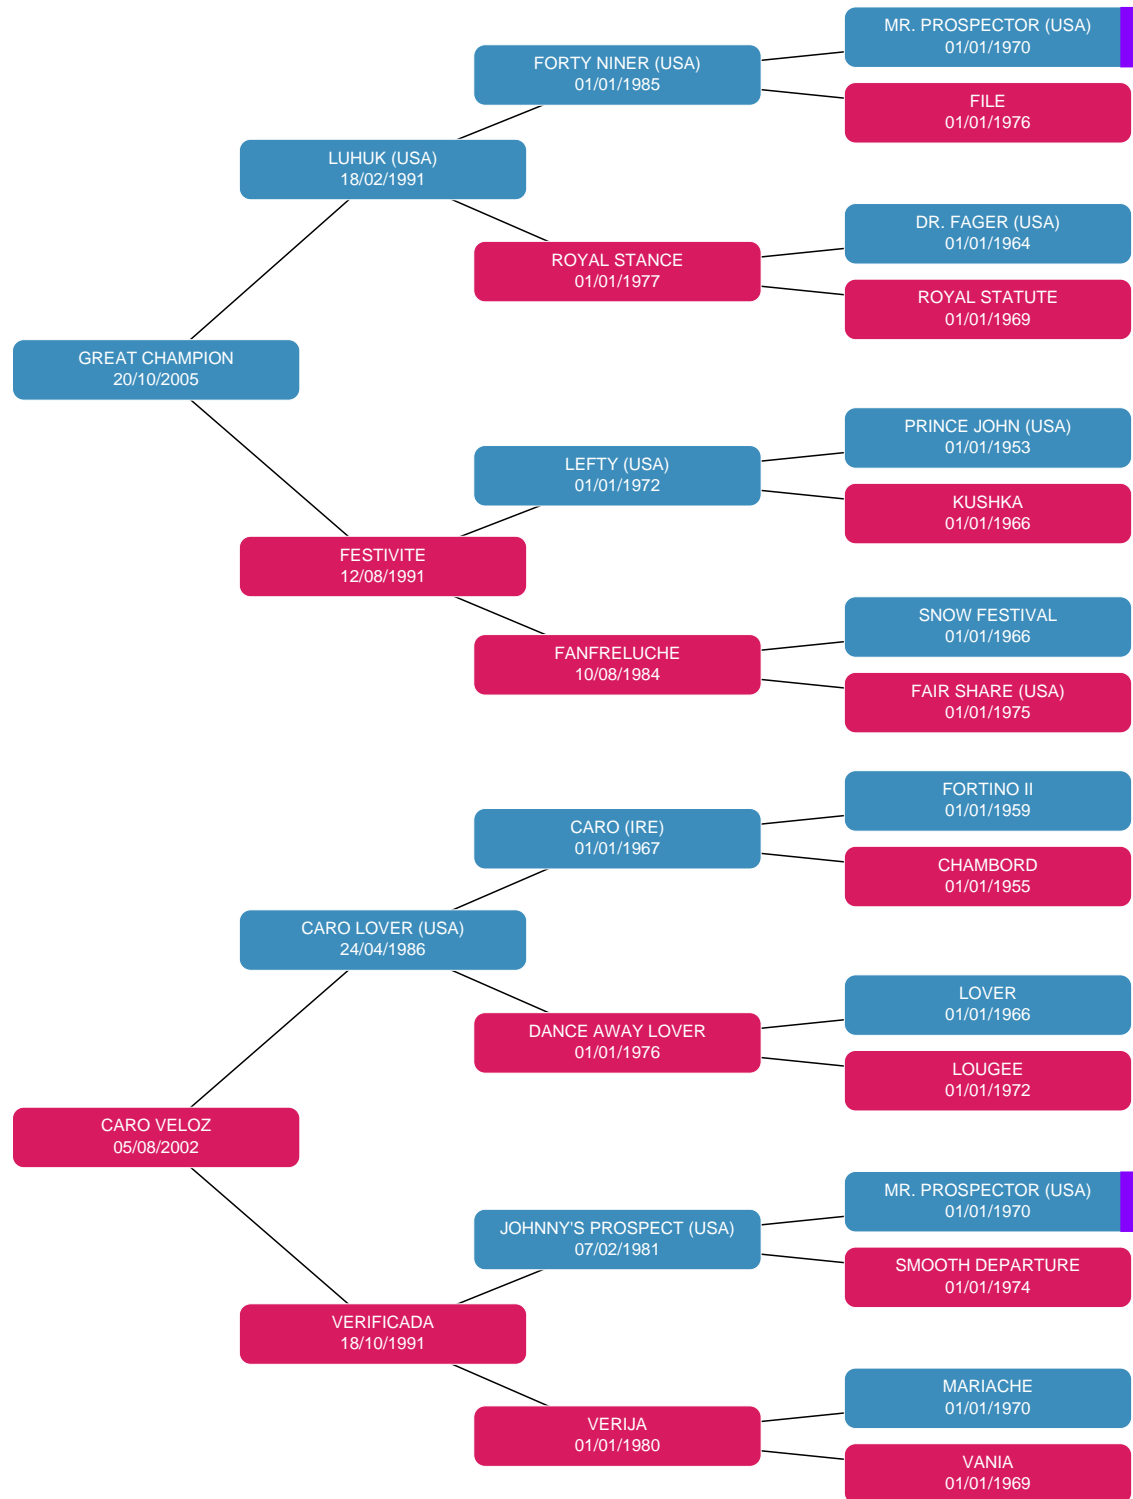 MR. PROSPECTOR (USA)
01/01/1970
FORTY NINER (USA)
01/01/1985
FILE
01/01/1976
LUHUK (USA)
18/02/1991
DR. FAGER (USA)
01/01/1964
ROYAL STANCE
01/01/1977
ROYAL STATUTE
01/01/1969
GREAT CHAMPION
20/10/2005
PRINCE JOHN (USA)
01/01/1953
LEFTY (USA)
01/01/1972
KUSHKA
01/01/1966
FESTIVITE
12/08/1991
SNOW FESTIVAL
01/01/1966
FANFRELUCHE
10/08/1984
FAIR SHARE (USA)
01/01/1975
FORTINO II
01/01/1959
CARO (IRE)
01/01/1967
CHAMBORD
01/01/1955
CARO LOVER (USA)
24/04/1986
LOVER
01/01/1966
DANCE AWAY LOVER
01/01/1976
LOUGEE
01/01/1972
CARO VELOZ
05/08/2002
MR. PROSPECTOR (USA)
01/01/1970
JOHNNY'S PROSPECT (USA)
07/02/1981
SMOOTH DEPARTURE
01/01/1974
VERIFICADA
18/10/1991
MARIACHE
01/01/1970
VERIJA
01/01/1980
VANIA
01/01/1969